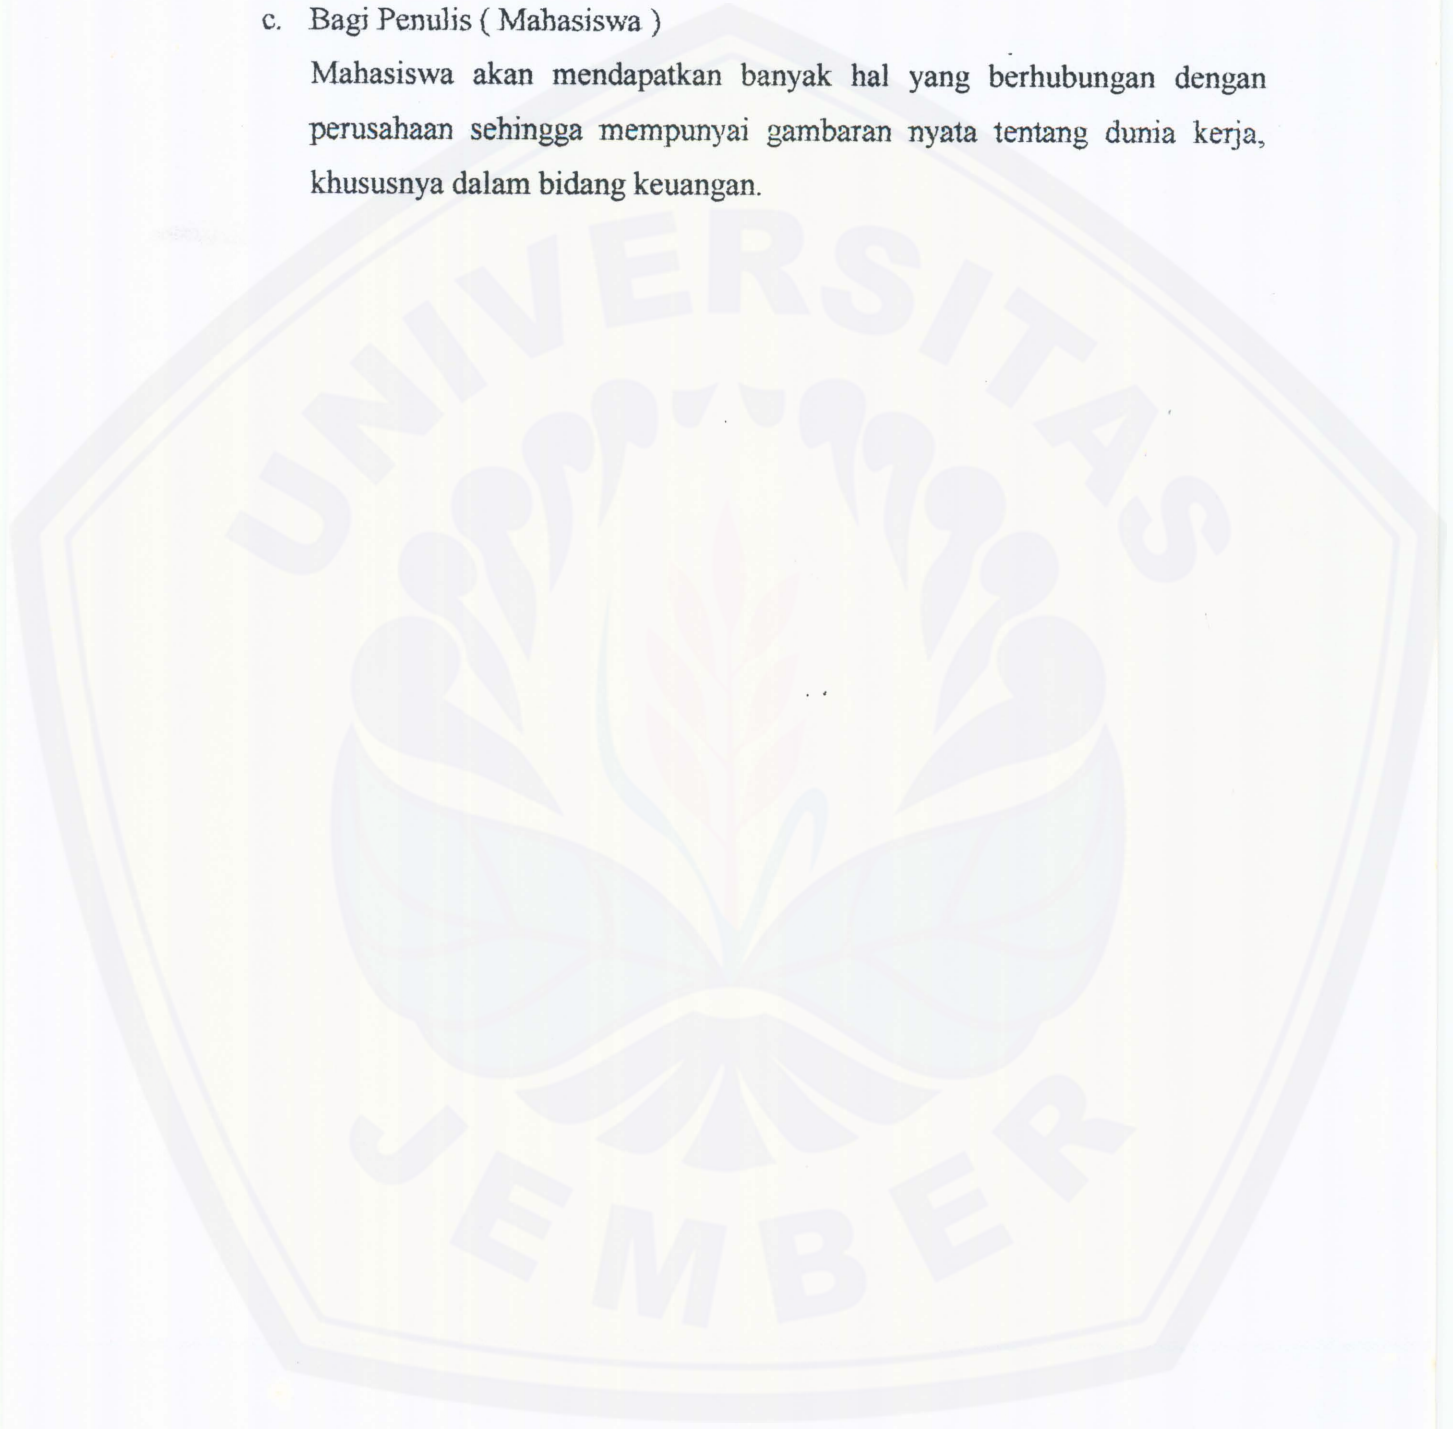 c. Bagi Penulis ( Mahasiswa )
Mahasiswa akan mendapatkan banyak hal yang berhubungan dengan
perusahaan sehingga mempunyai gambaran nyata tentang dunia kerja,
khususnya dalam bidang keuangan.
UNIVERSITAS
JEMBER